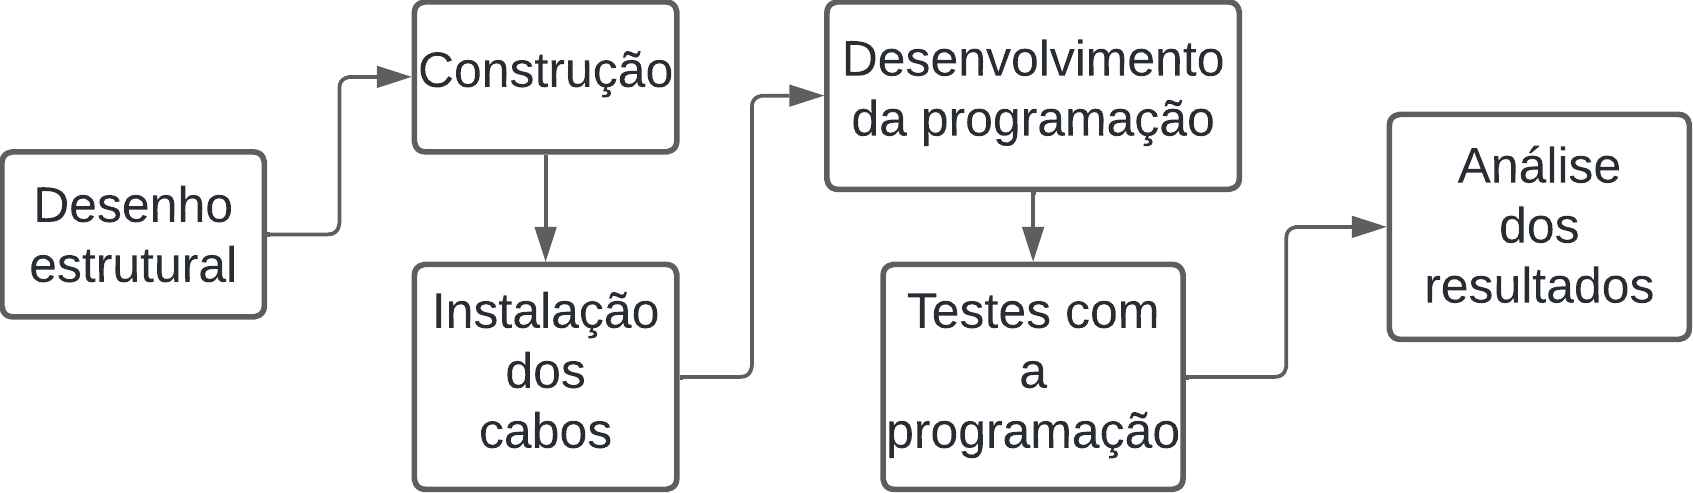 Desenho
estrutural
Construção
Instalação
dos
cabos
Desenvolvimento
da programação
Testes com
a
programação
Análise
dos
resultados